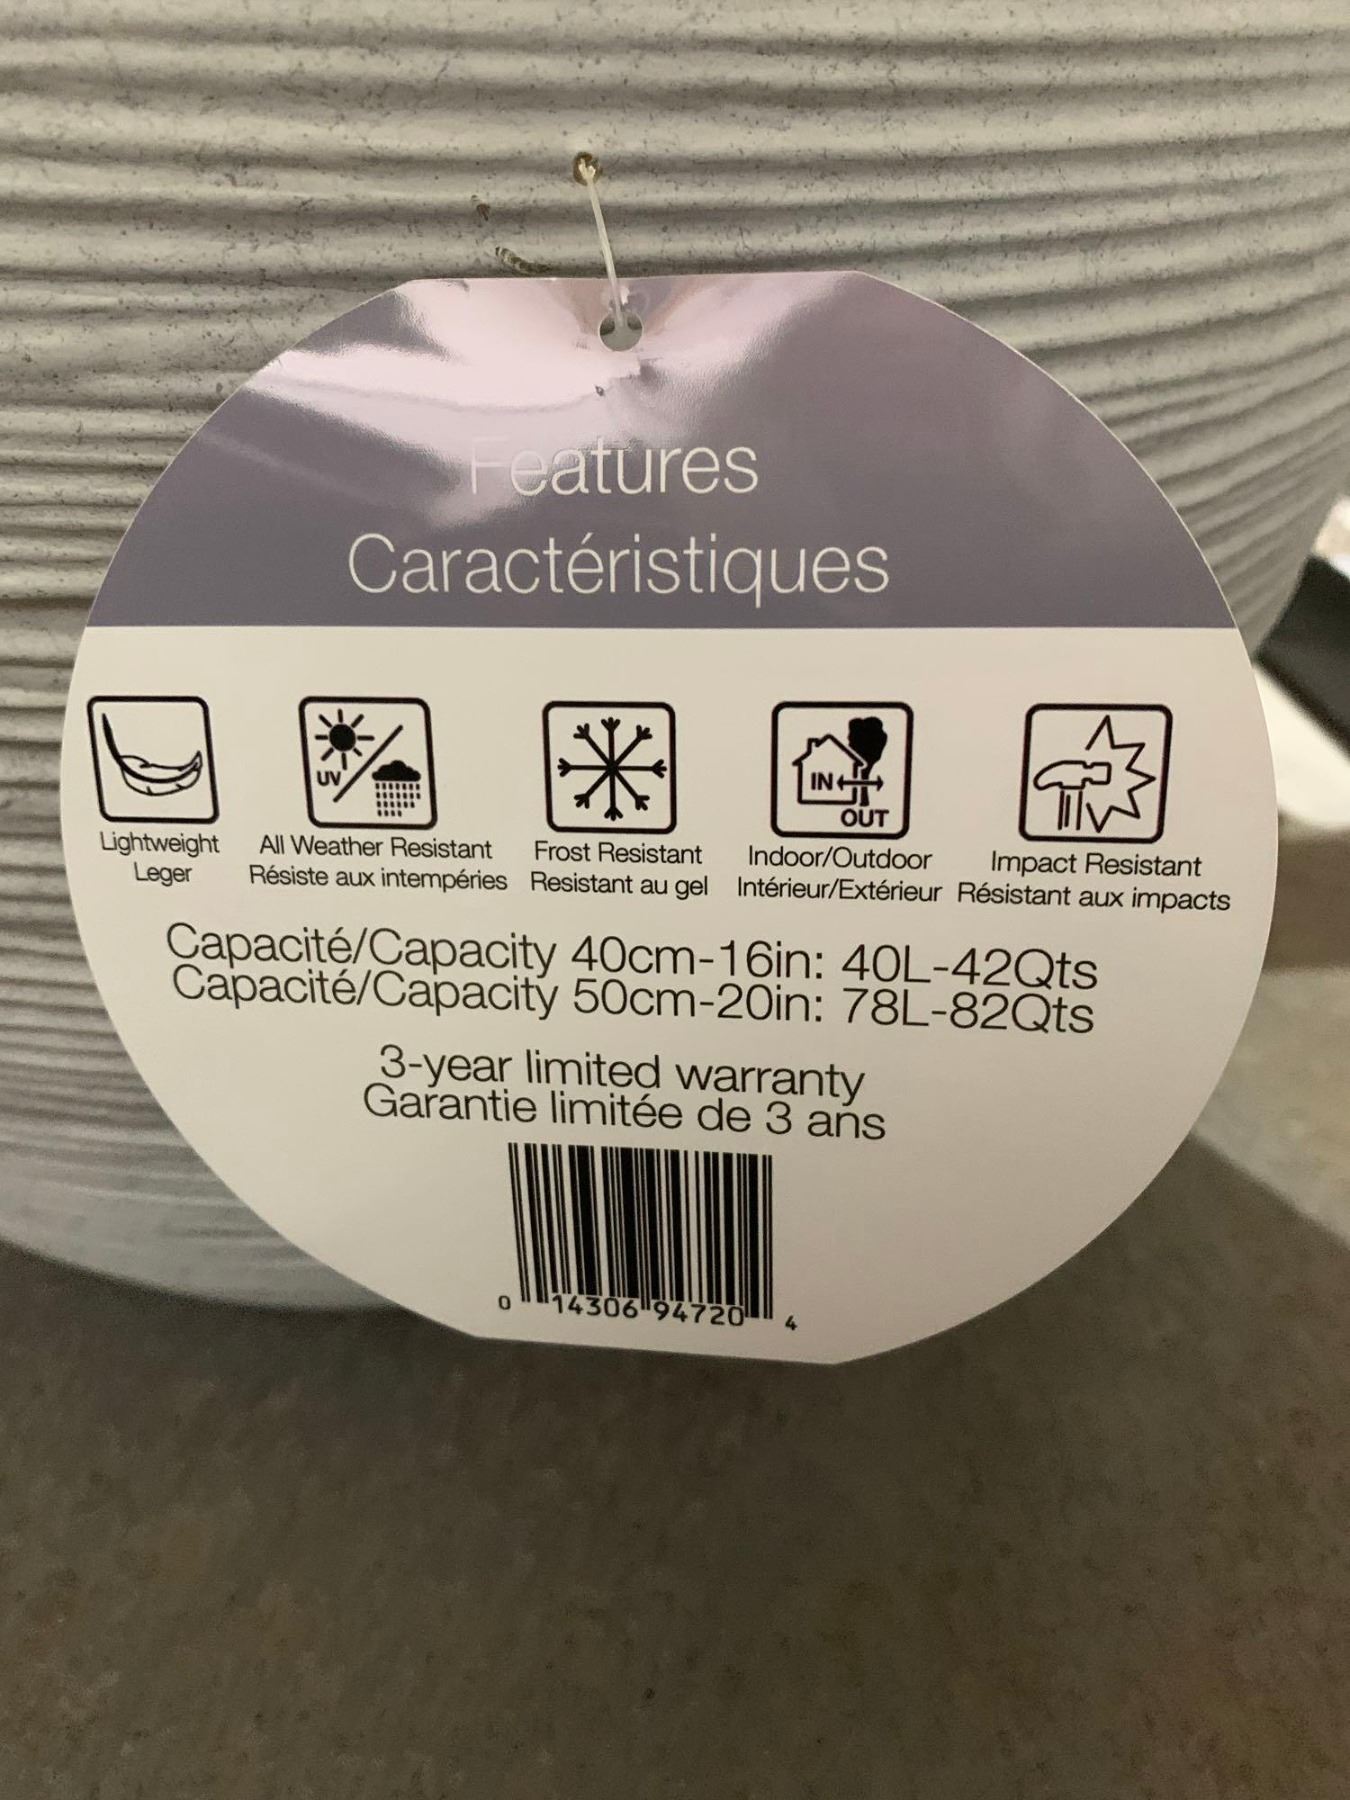 Features
Caractéristiques
UV
IN
OUT
Lightweight
Leger
All Weather Resistant
Résiste aux intempéries
Frost Resistant
Resistant au gel
Indoor/Outdoor
Intérieur/Extérieur
Impact Resistant
Résistant aux impacts
Capacité/Capacity 40cm-16in: 40L-42Qts
Capacité/Capacity 50cm-20in: 78L-82Qts
3-year limited warranty
Garantie limitée de 3 ans
0 14306 94720 4